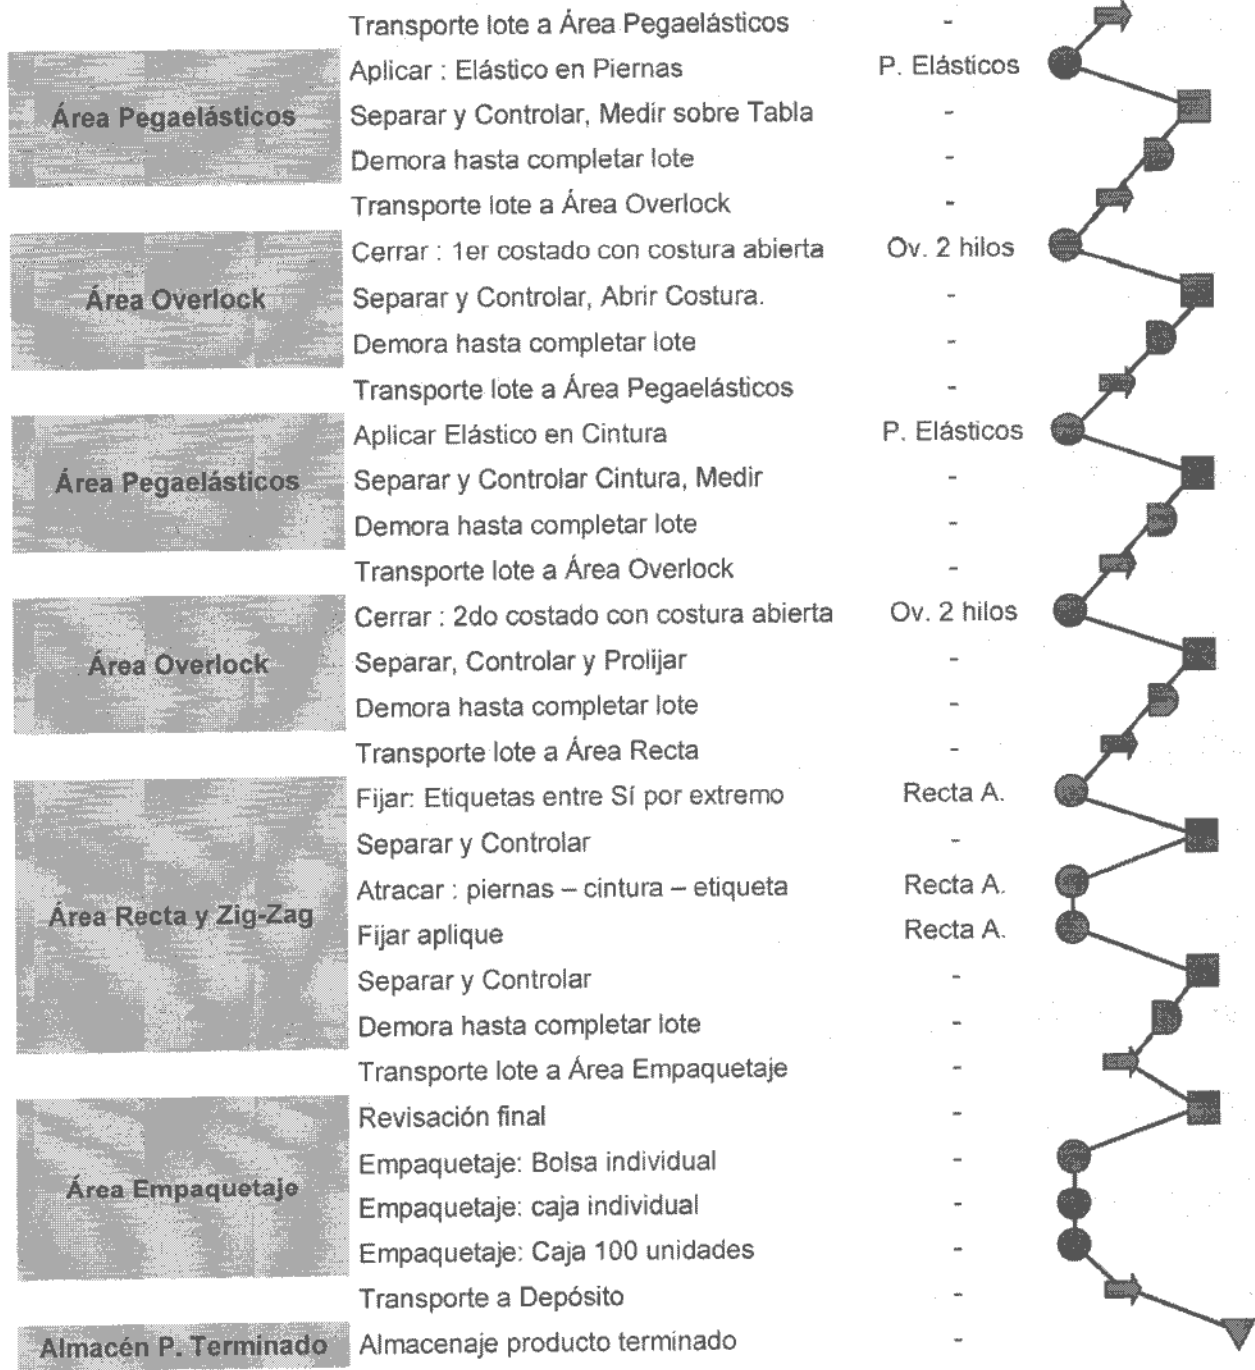 Transporte lote a Área Pegaelásticos -
Aplicar : Elástico en Piernas P. Elásticos
Área Pegaelásticos Separar y Controlar, Medir sobre Tabla -
Demora hasta completar lote -
Transporte lote a Área Overlock -
Cerrar : 1er costado con costura abierta Ov. 2 hilos
Área Overlock Separar y Controlar, Abrir Costura. -
Demora hasta completar lote -
Transporte lote a Área Pegaelásticos -
Aplicar Elástico en Cintura P. Elásticos
Área Pegaelásticos Separar y Controlar Cintura, Medir -
Demora hasta completar lote -
Transporte lote a Área Overlock -
Cerrar : 2do costado con costura abierta Ov. 2 hilos
Área Overlock Separar, Controlar y Prolijar -
Demora hasta completar lote -
Transporte lote a Área Recta -
Fijar: Etiquetas entre Sí por extremo Recta A.
Separar y Controlar -
Atracar : piernas – cintura – etiqueta Recta A.
Área Recta y Zig-Zag
Fijar aplique Recta A.
Separar y Controlar -
Demora hasta completar lote -
Transporte lote a Área Empaquetaje -
Revisación final -
Empaquetaje: Bolsa individual -
Área Empaquetaje
Empaquetaje: caja individual -
Empaquetaje: Caja 100 unidades -
Transporte a Depósito -
Almacén P. Terminado Almacenaje producto terminado -